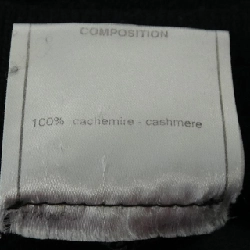 COMPOSITION
100% cachemire - cashmere